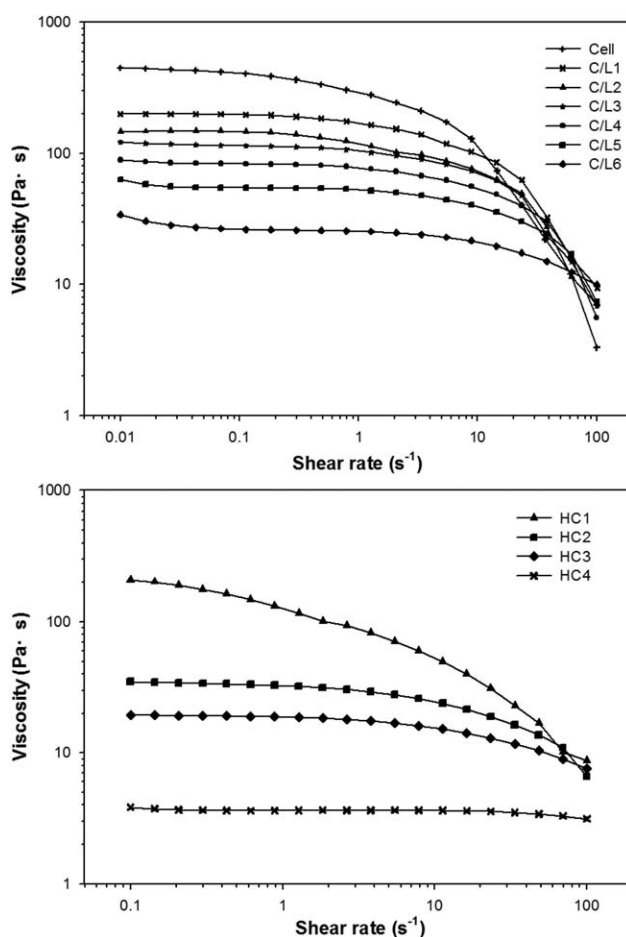 1000
100
10
1
Viscosity (Pa· s)
Cell
C/L1
C/L2
C/L3
C/L4
C/L5
C/L6
0.01 0.1 1 10 100
Shear rate (s-1)
1000
100
10
1
Viscosity (Pa· s)
HC1
HC2
HC3
HC4
0.1 1 10 100
Shear rate (s-1)